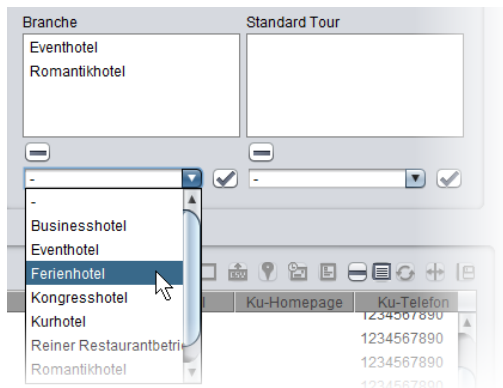 Branche Standard Tour
Eventhotel
Romantikhotel
- -
-
Businesshotel
Eventhotel
Ferienhotel
Kongresshotel
Kurhotel
Reiner Restaurantbetri
Romantikhotel
Ku-Homepage Ku-Telefon
1234567890
1234567890
1234567890
1234567890